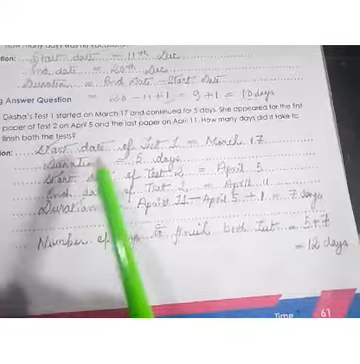 How many days was he vacation?
tion: Start date = 11th Dec
End date = 20th Dec
Duration = End Date - Start Date
= 20 - 11 + 1 = 9 + 1 = 10 days
ng Answer Question
Diksha's Test 1 started on March 17 and continued for 5 days. She appeared for the first
paper of Test 2 on April 5 and the last paper on April 11. How many days did it take to
finish both the tests?
tion: Start date of Test 1 = March 17
Duration = 5 days
Start of Test 2 = April 5
End of Test 2 = April 11
Duration April 11 - April 5 + 1 = 7 days
Number of to finish both Test = 5 + 7
= 12 days
Time 61